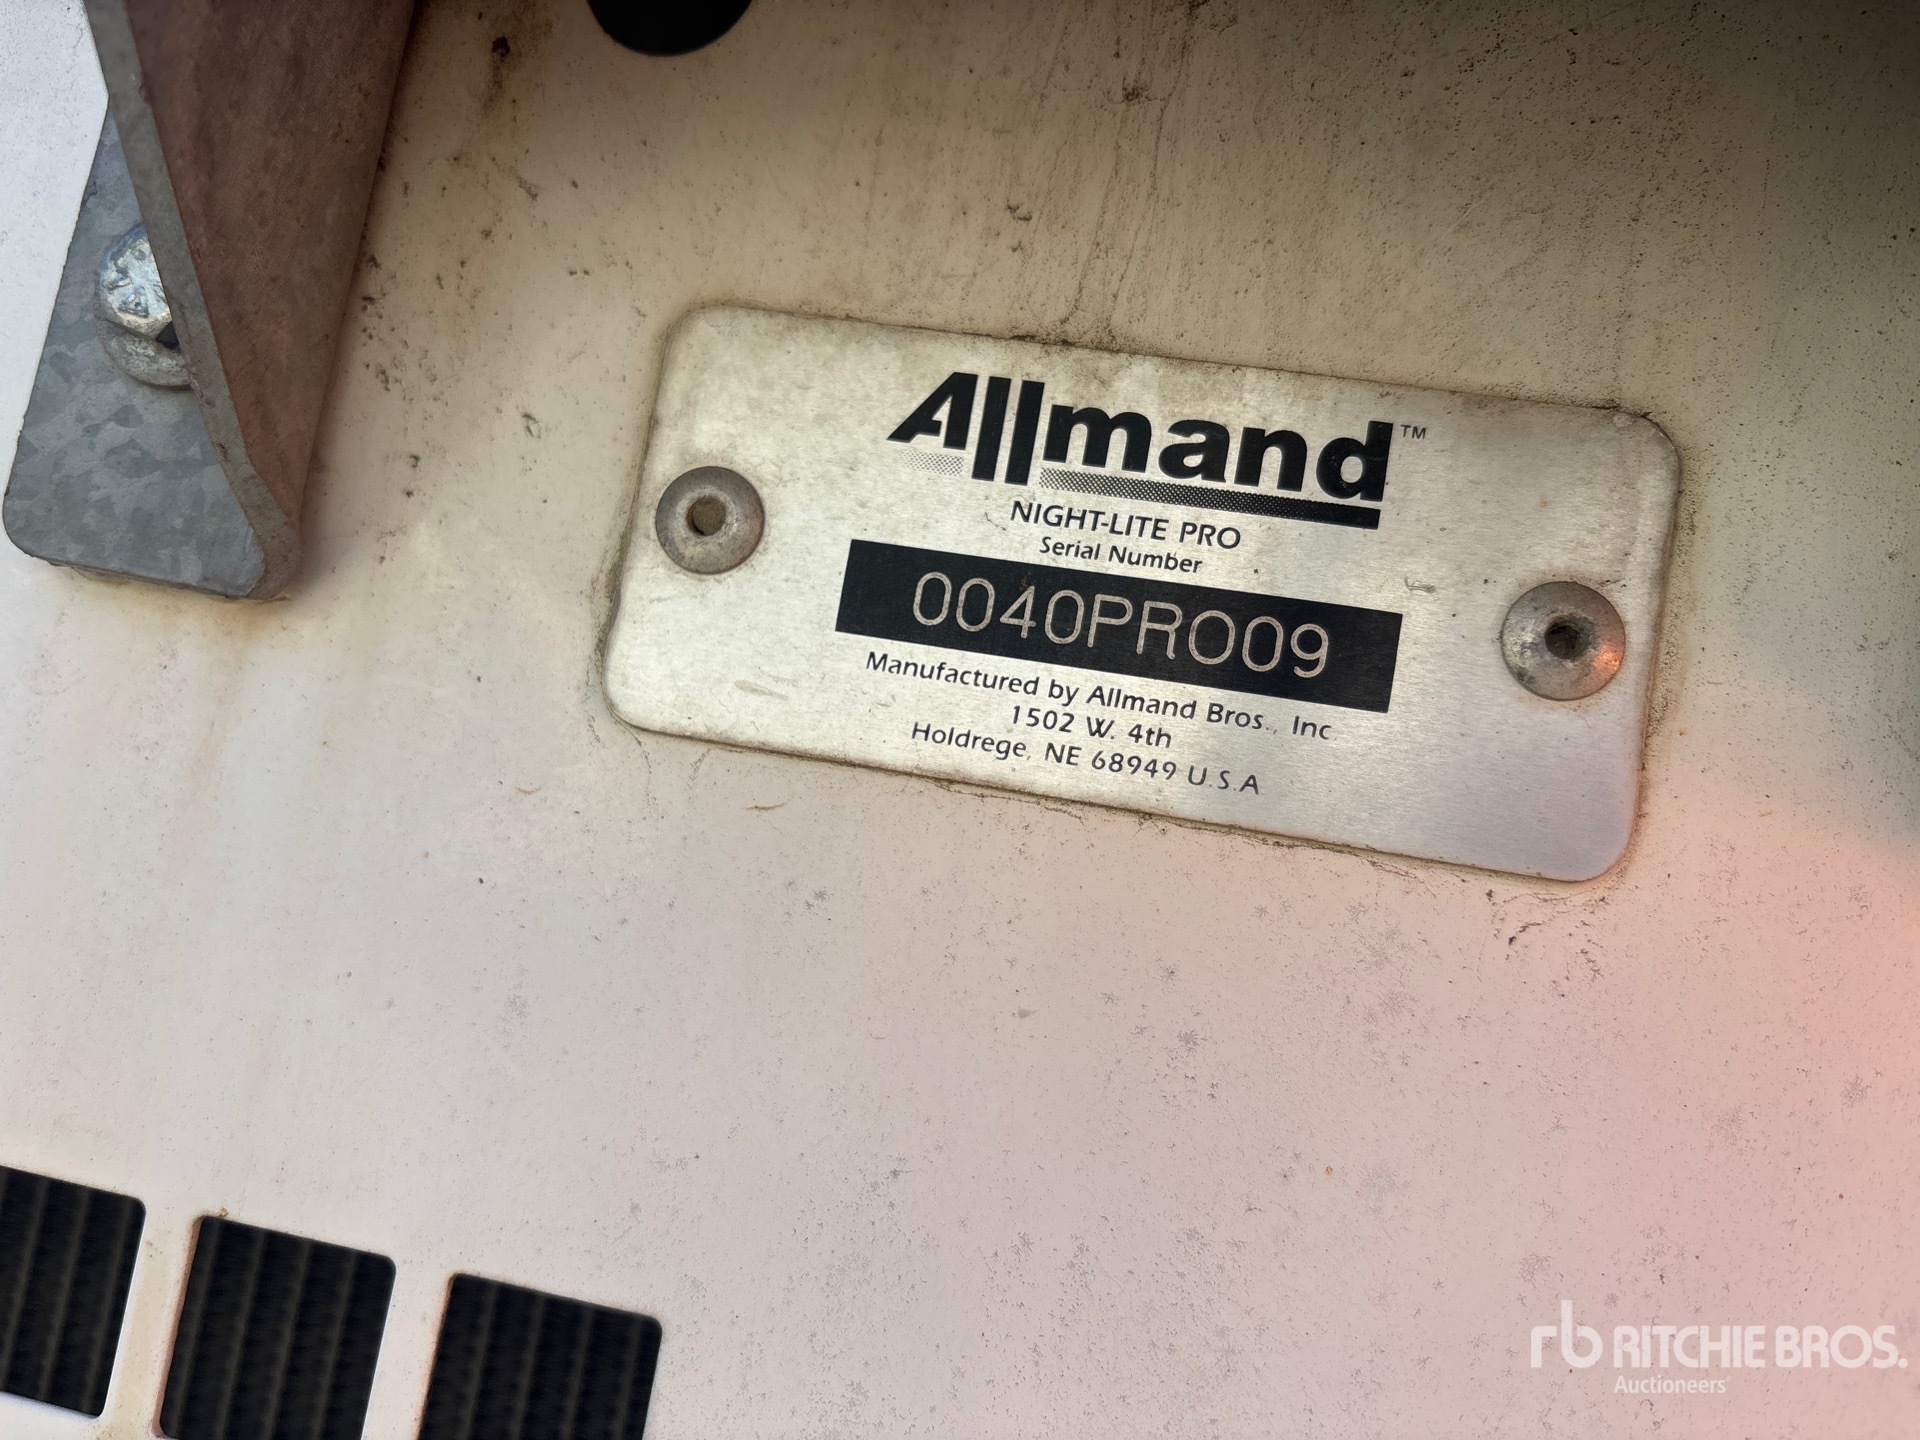 Allmand™
NIGHT-LITE PRO
Serial Number
0040PRO09
Manufactured by Allmand Bros., Inc
1502 W. 4th
Holdrege, NE 68949 U.S.A
rb RITCHIE BROS.
Auctioneers